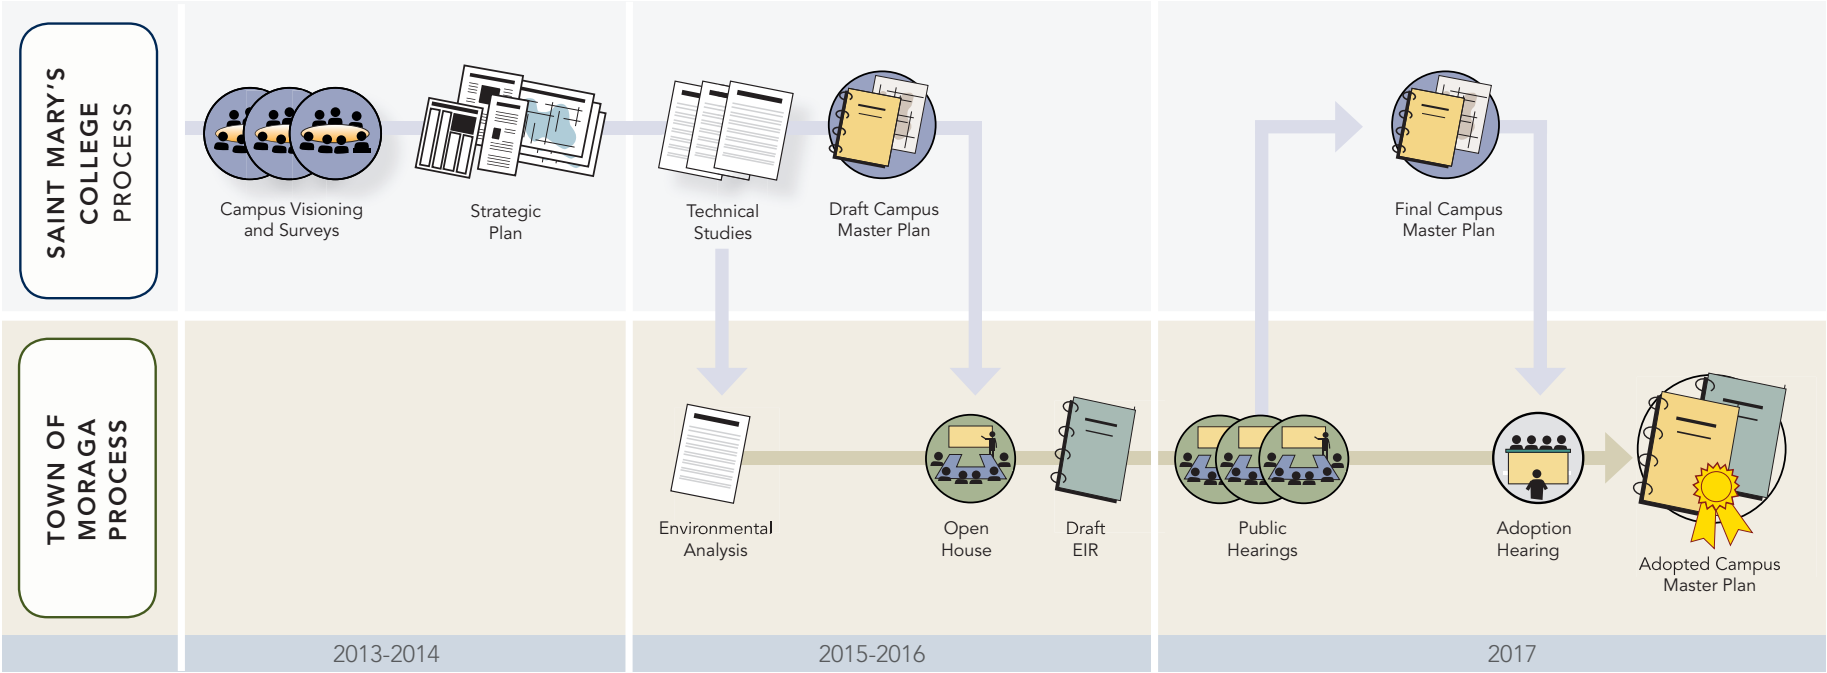 SAINT MARY'S
COLLEGE
PROCESS
Campus Visioning
and Surveys
Strategic
Plan
Technical
Studies
Draft Campus
Master Plan
Final Campus
Master Plan
TOWN OF
MORAGA
PROCESS
Environmental
Analysis
Open
House
Draft
EIR
Public
Hearings
Adoption
Hearing
Adopted Campus
Master Plan
2013-2014
2015-2016
2017